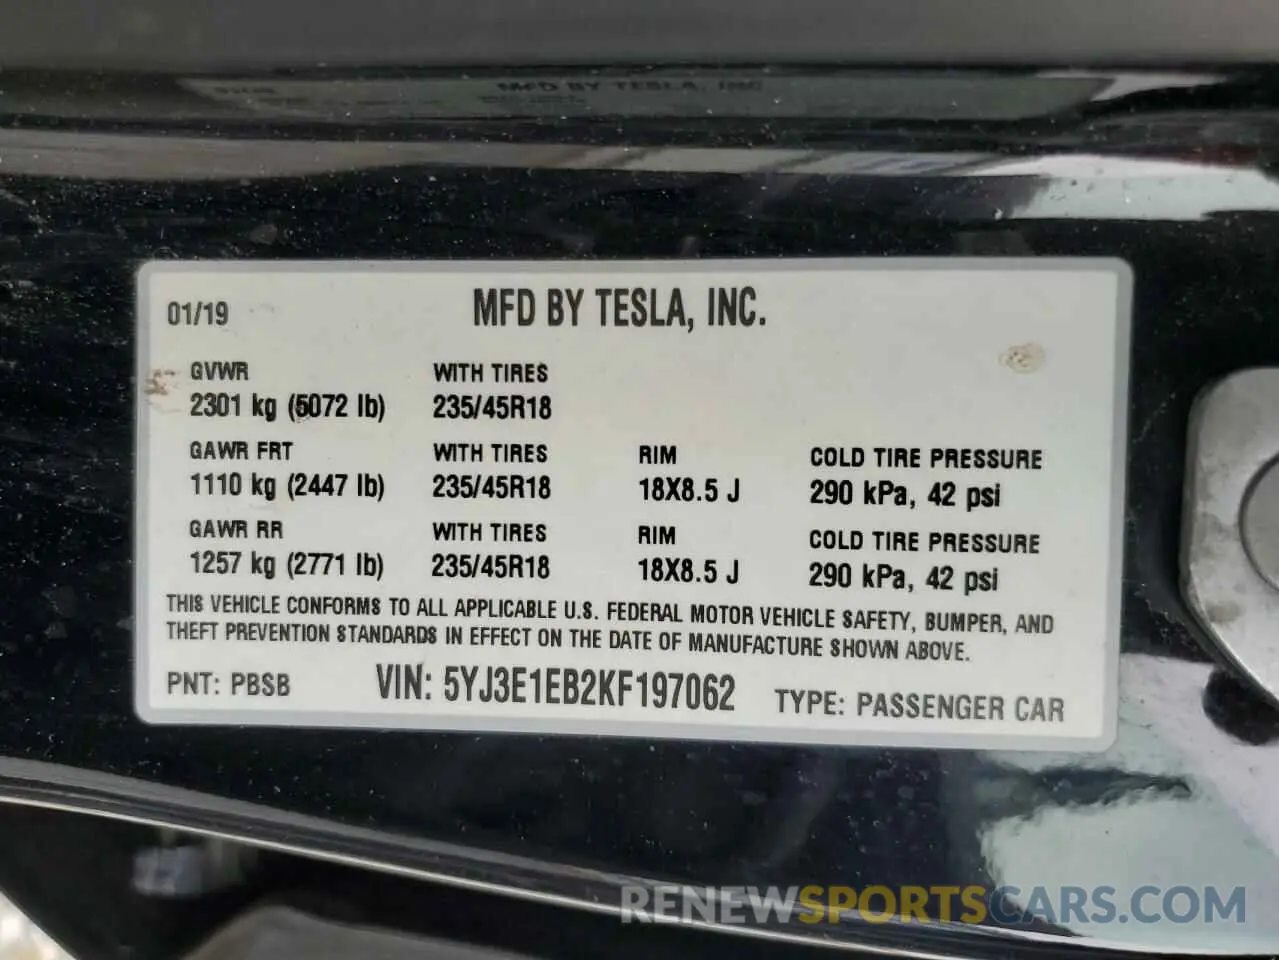 MFD BY TESLA, INC
01/19 MFD BY TESLA, INC.
GVWR WITH TIRES
2301 kg (5072 lb) 235/45R18
GAWR FRT WITH TIRES RIM COLD TIRE PRESSURE
1110 kg (2447 lb) 235/45R18 18X8.5 J 290 kPa, 42 psi
GAWR RR WITH TIRES RIM COLD TIRE PRESSURE
1257 kg (2771 lb) 235/45R18 18X8.5 J 290 kPa, 42 psi
THIS VEHICLE CONFORMS TO ALL APPLICABLE U.S. FEDERAL MOTOR VEHICLE SAFETY, BUMPER, AND
THEFT PREVENTION STANDARDS IN EFFECT ON THE DATE OF MANUFACTURE SHOWN ABOVE.
PNT: PBSB VIN: 5YJ3E1EB2KF197062 TYPE: PASSENGER CAR
RENEWSPORTSCARS.COM